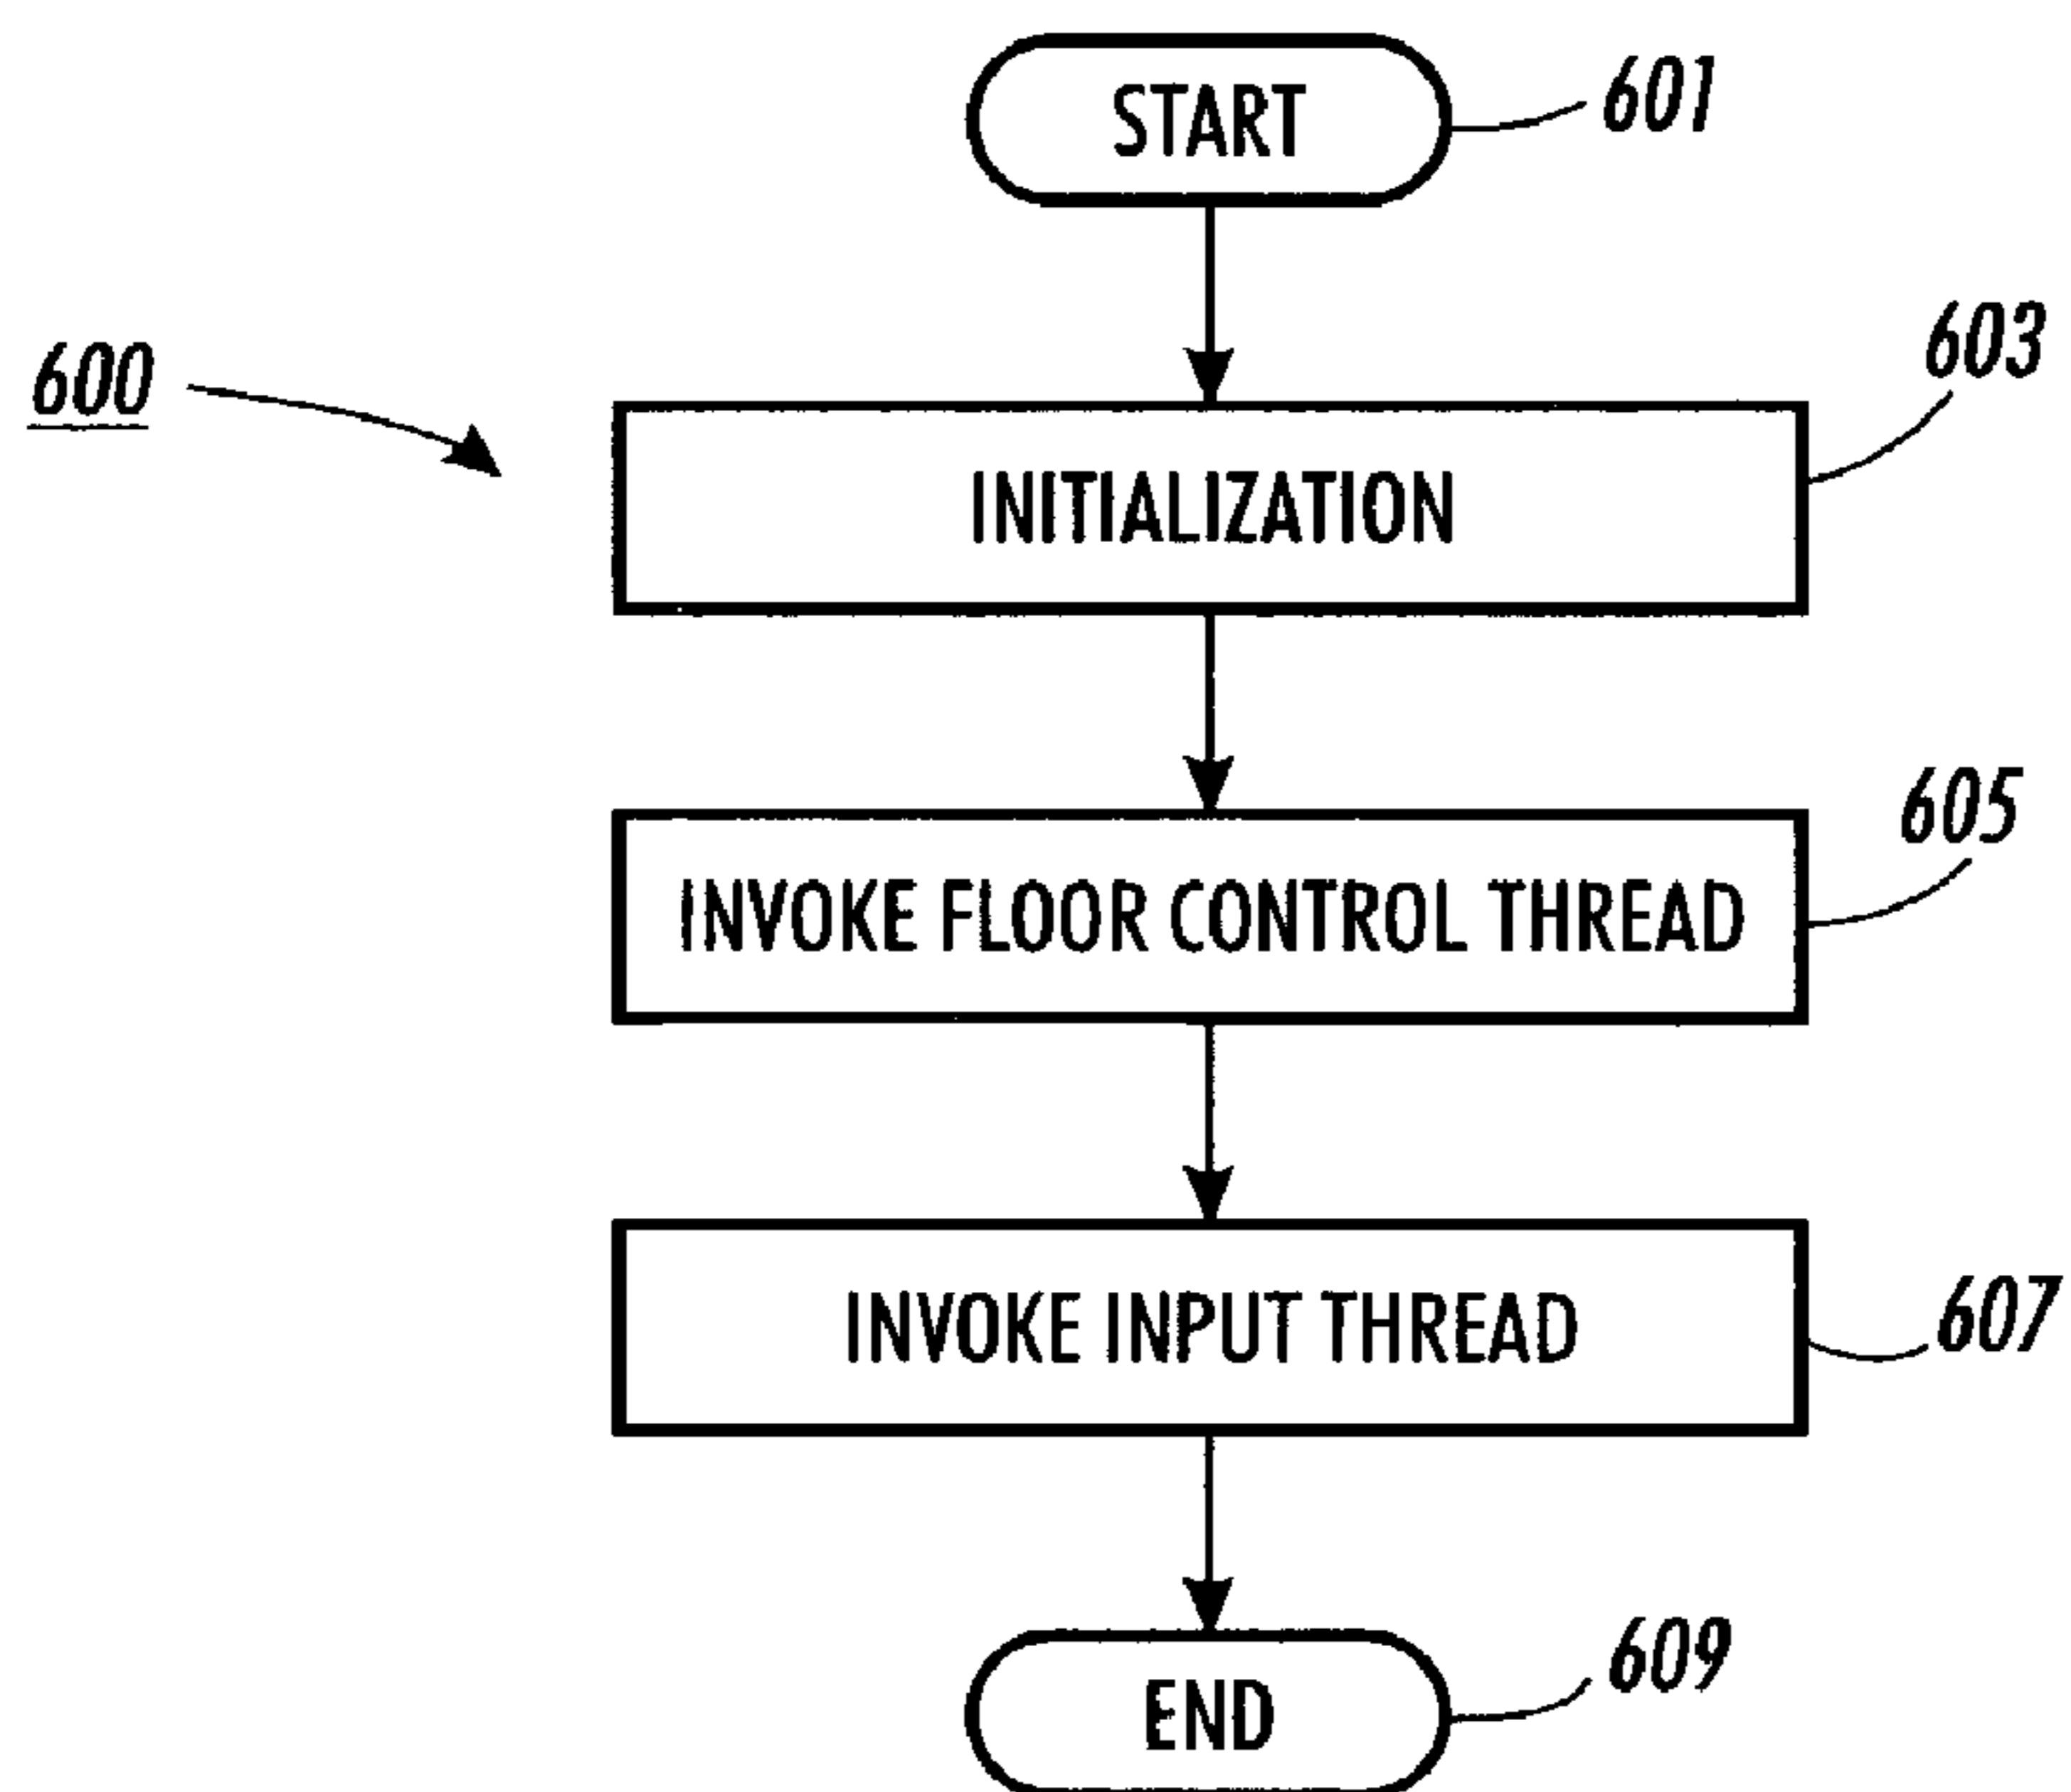 START
601
600
603
INITIALIZATION
605
INVOKE FLOOR CONTROL THREAD
INVOKE INPUT THREAD
607
END
609